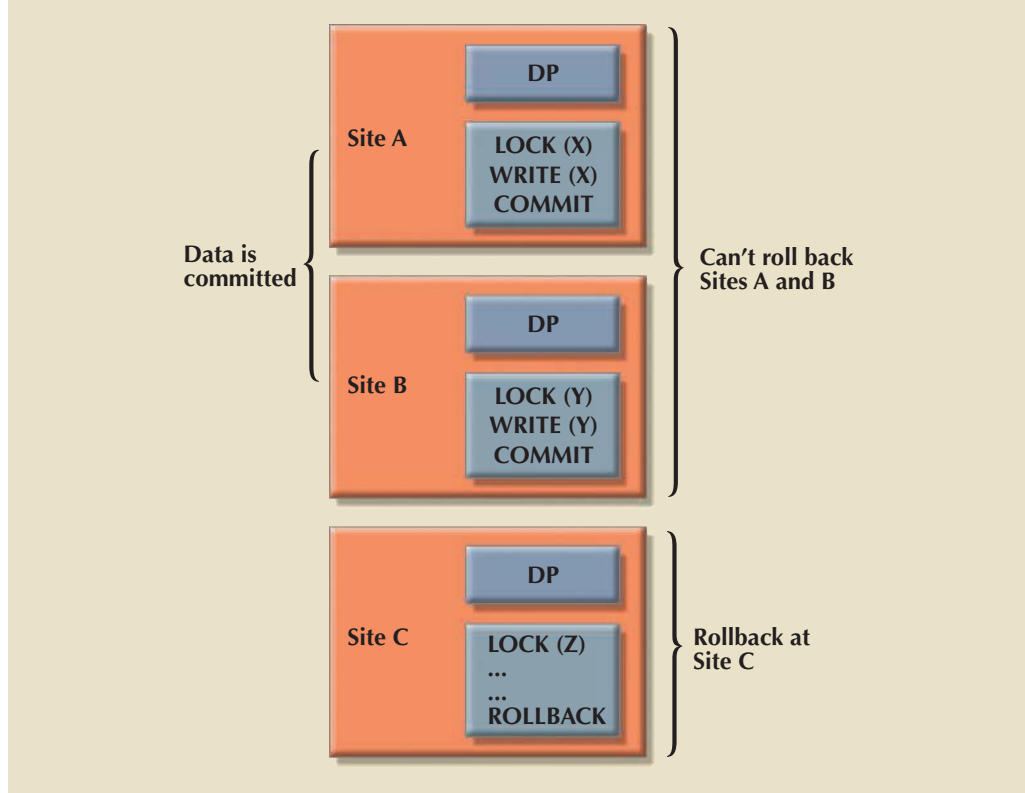 DP
Site A
LOCK (X)
WRITE (X)
COMMIT
Data is
committed
Can't roll back
Sites A and B
DP
Site B
LOCK (Y)
WRITE (Y)
COMMIT
DP
Site C
LOCK (Z)
...
...
ROLLBACK
Rollback at
Site C